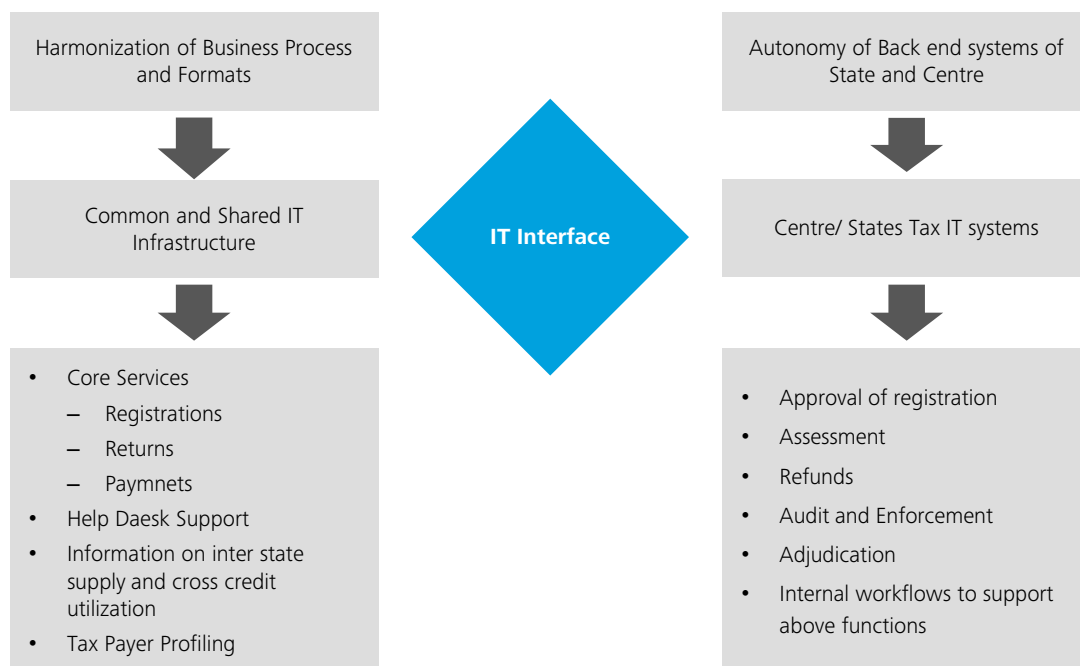 Harmonization of Business Process
and Formats
Common and Shared IT
Infrastructure
• Core Services
– Registrations
– Returns
– Paymnets
• Help Daesk Support
• Information on inter state
supply and cross credit
utilization
• Tax Payer Profiling
IT Interface
Autonomy of Back end systems of
State and Centre
Centre/ States Tax IT systems
• Approval of registration
• Assessment
• Refunds
• Audit and Enforcement
• Adjudication
• Internal workflows to support
above functions